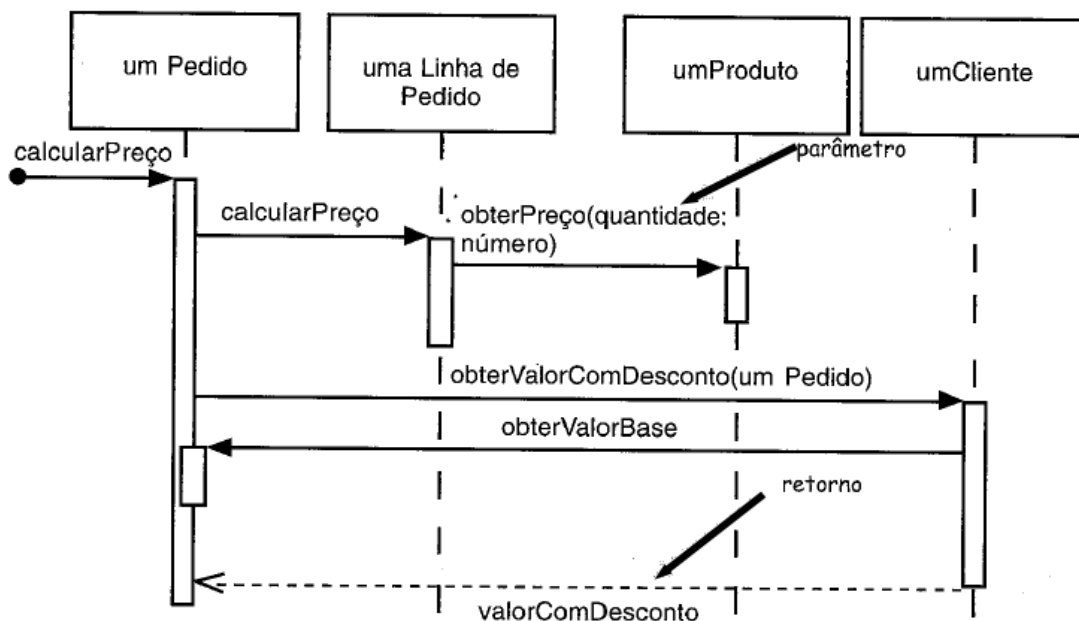 um Pedido
uma Linha de
Pedido
umProduto
umCliente
calcularPreço
parâmetro
calcularPreço
obterPreço(quantidade:
número)
obterValorComDesconto(um Pedido)
obterValorBase
retorno
valorComDesconto